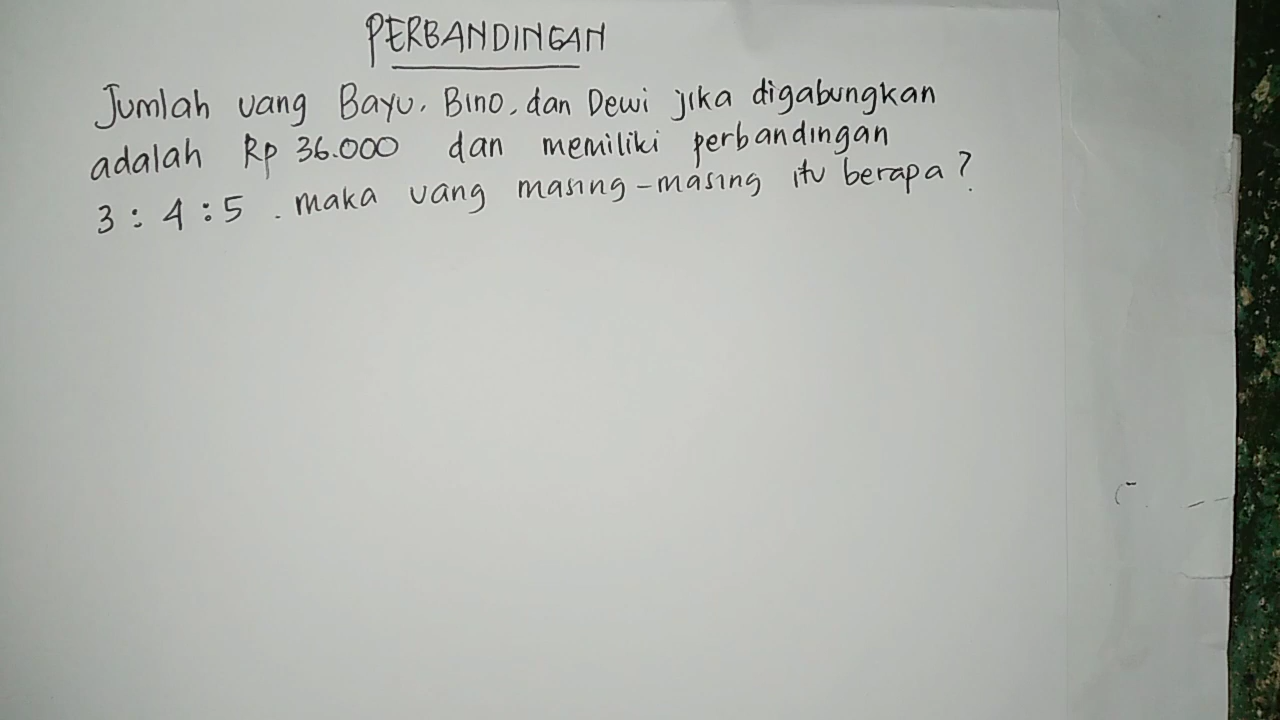 PERBANDINGAN
Jumlah uang Bayu, Bino, dan Dewi jika digabungkan
adalah Rp 36.000 dan memiliki perbandingan
3 : 4 : 5 . maka uang masing-masing itu berapa ?